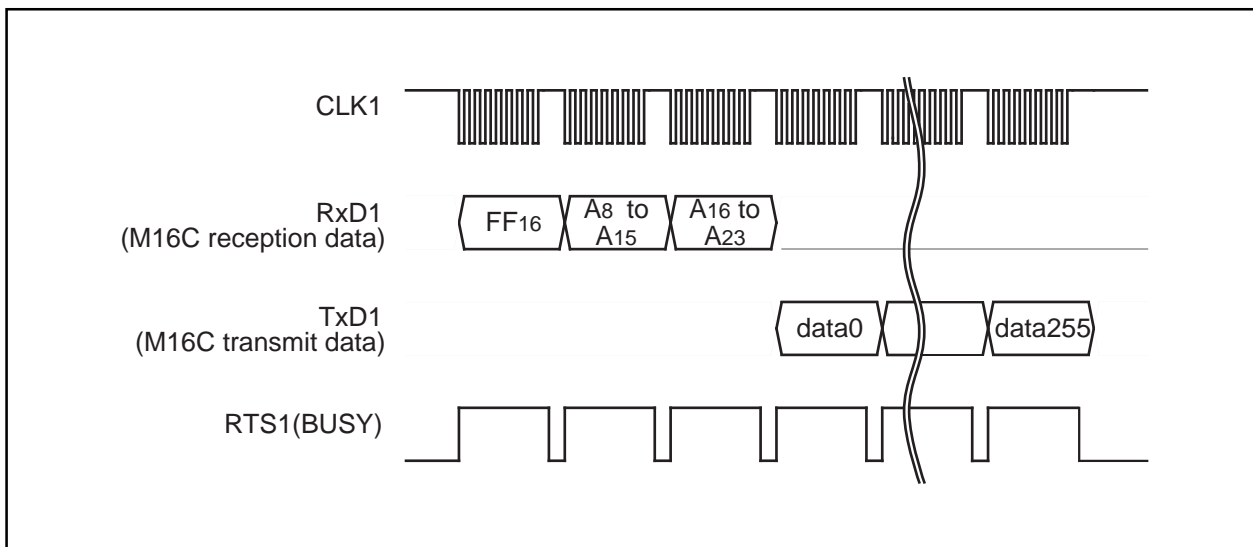 CLK1
RxD1
(M16C reception data)
FF16
A8 to
A15
A16 to
A23
TxD1
(M16C transmit data)
data0
data255
RTS1(BUSY)